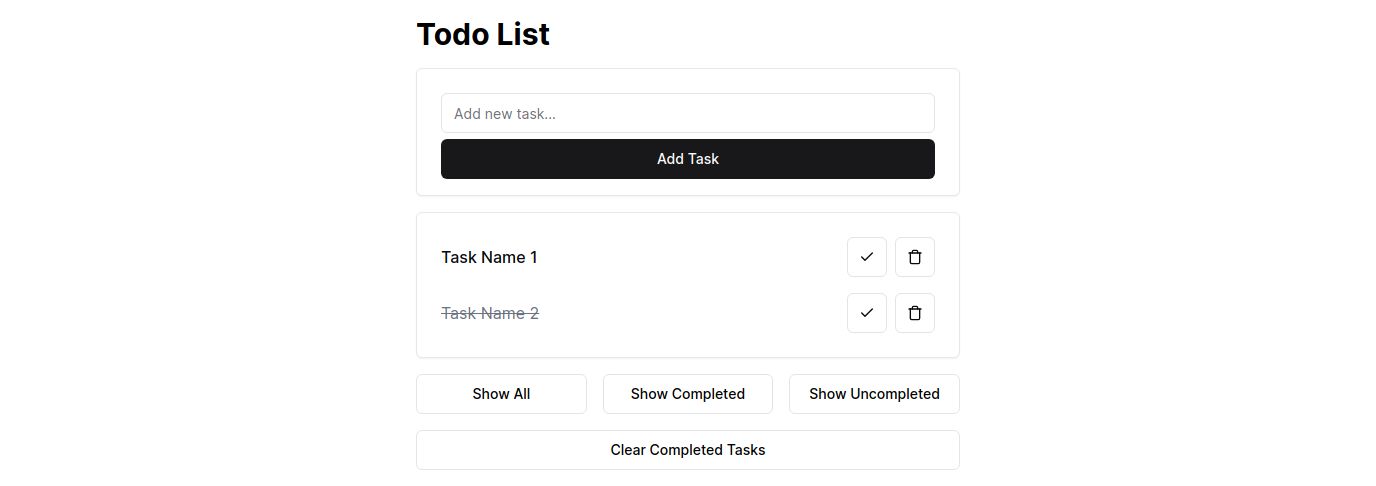 Todo List
Add new task...
Add Task
Task Name 1
Task Name 2
Show All
Show Completed
Show Uncompleted
Clear Completed Tasks